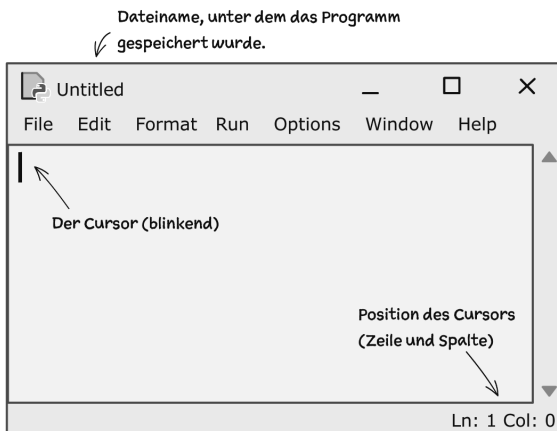 Dateiname, unter dem das Programm
gespeichert wurde.
Untitled
File Edit Format Run Options Window Help
Der Cursor (blinkend)
Position des Cursors
(Zeile und Spalte)
Ln: 1 Col: 0